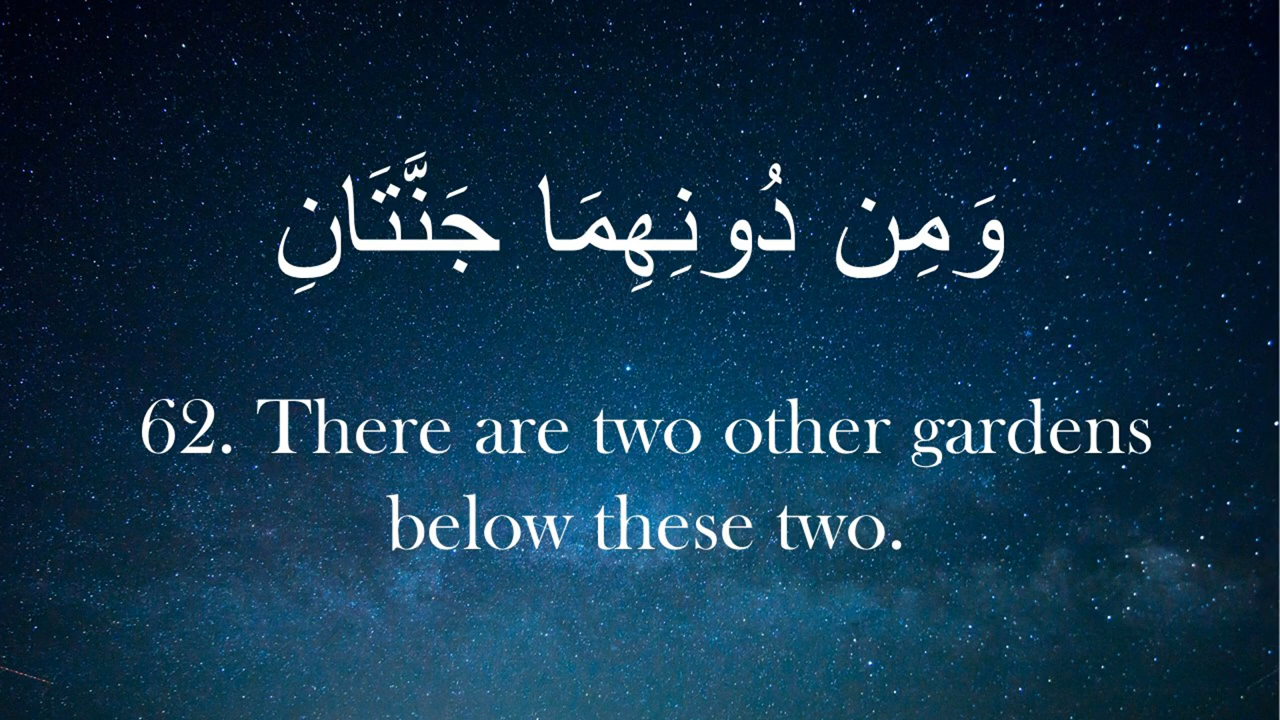 وَمِن دُونِهِمَا جَنَّتَانِ
62. There are two other gardens
below these two.